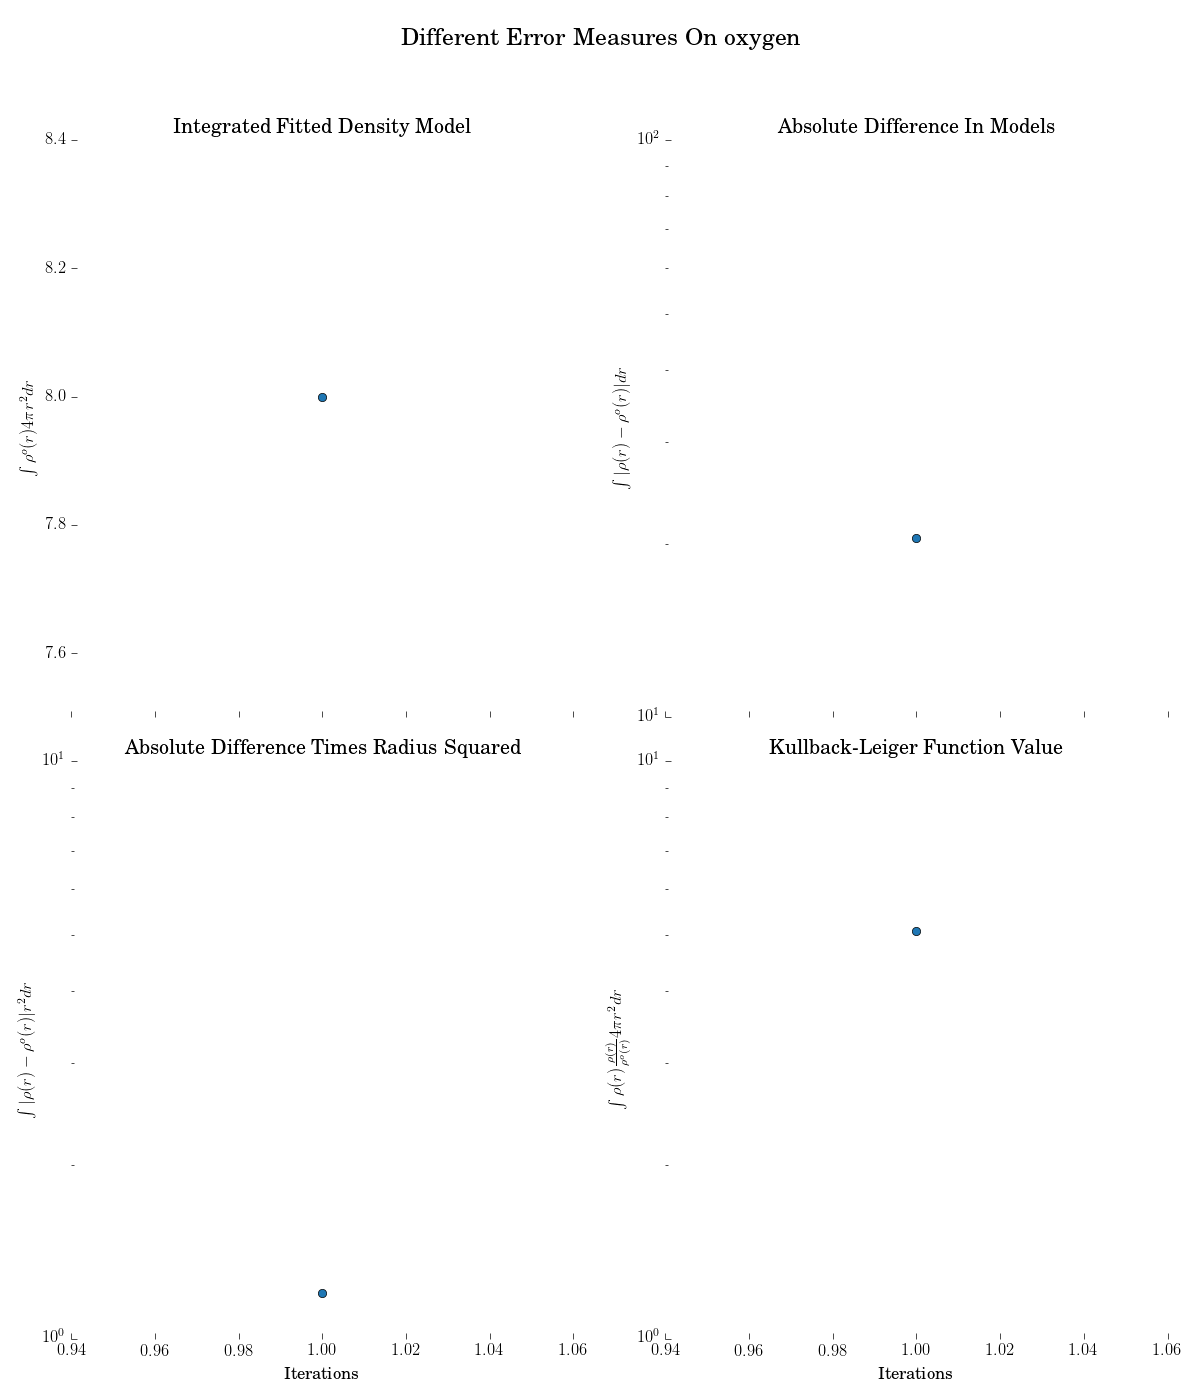 Different Error Measures On oxygen
Integrated Fitted Density Model
8.4
8.2
8.0
7.8
7.6
∫ρ°(r)4πr²dr
Absolute Difference In Models
10²
10¹
∫|ρ(r) − ρ°(r)|dr
Absolute Difference Times Radius Squared
10¹
10⁰
∫|ρ(r) − ρ°(r)|r²dr
0.94 0.96 0.98 1.00 1.02 1.04 1.06
Iterations
Kullback-Leiger Function Value
10¹
10⁰
∫ρ(r) ρ(r)/ρ°(r) 4πr²dr
0.94 0.96 0.98 1.00 1.02 1.04 1.06
Iterations